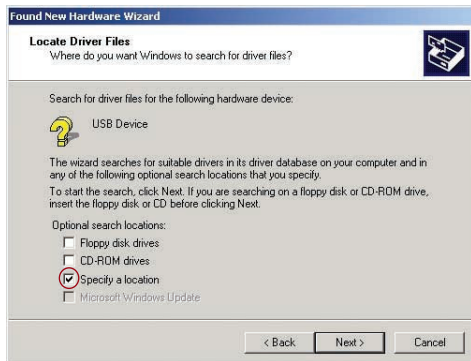 Found New Hardware Wizard
Locate Driver Files
Where do you want Windows to search for driver files?
Search for driver files for the following hardware device:
USB Device
The wizard searches for suitable drivers in its driver database on your computer and in
any of the following optional search locations that you specify.
To start the search, click Next. If you are searching on a floppy disk or CD-ROM drive,
insert the floppy disk or CD before clicking Next.
Optional search locations:
Floppy disk drives
CD-ROM drives
Specify a location
Microsoft Windows Update
< Back Next > Cancel